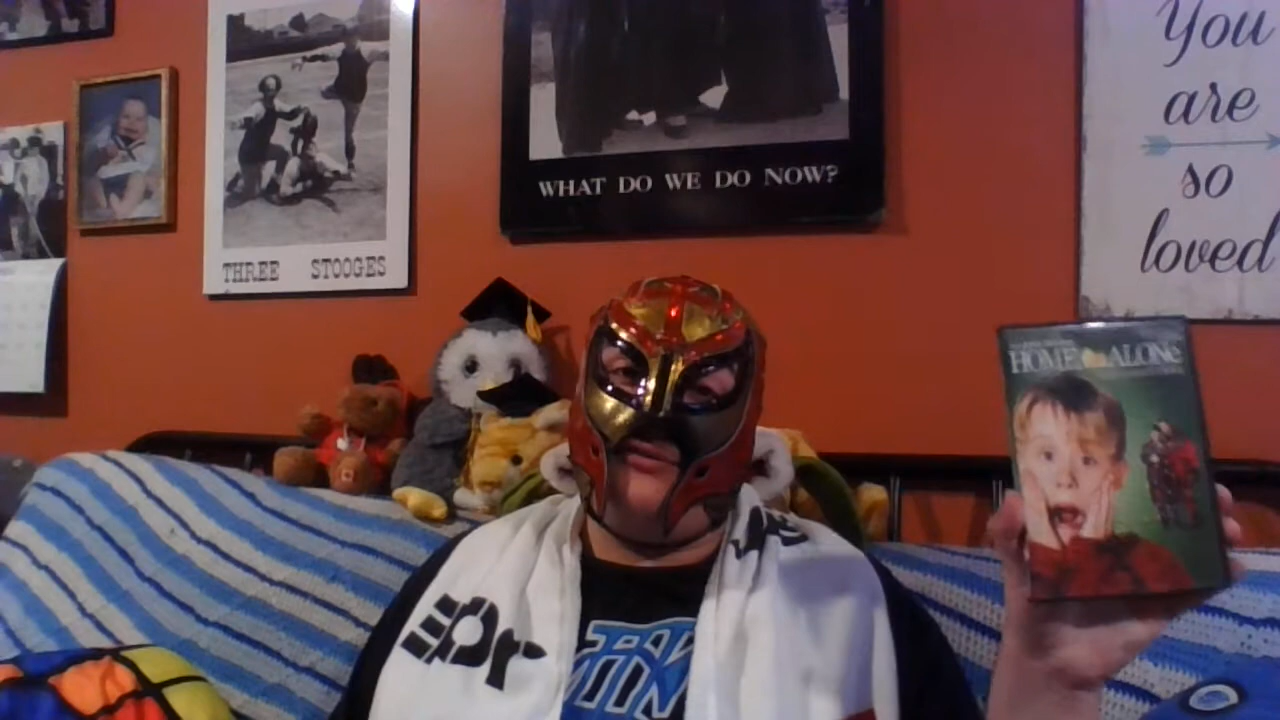 THREE STOOGES
WHAT DO WE DO NOW?
You
are
so
loved
HOME ALONe